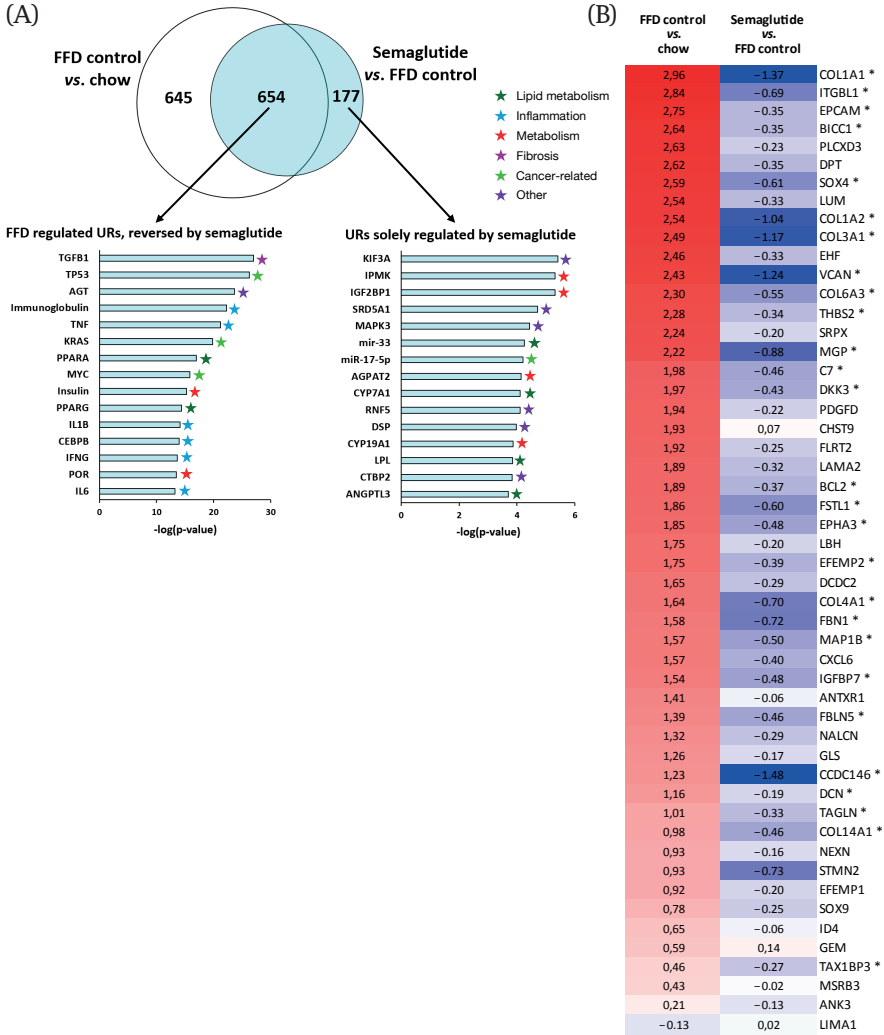 (A)
FFD control
vs. chow
Semaglutide
vs. FFD control
645
654
177
Lipid metabolism
Inflammation
Metabolism
Fibrosis
Cancer-related
Other
FFD regulated URs, reversed by semaglutide
TGFB1
TP53
AGT
Immunoglobulin
TNF
KRAS
PPARA
MYC
Insulin
PPARG
IL1B
CEBPB
IFNG
POR
IL6
0 10 20 30
-log(p-value)
URs solely regulated by semaglutide
KIF3A
IPMK
IGF2BP1
SRD5A1
MAPK3
mir-33
miR-17-5p
AGPAT2
CYP7A1
RNF5
DSP
CYP19A1
LPL
CTBP2
ANGPTL3
0 2 4 6
-log(p-value)
(B)
FFD control vs. chow
Semaglutide vs. FFD control
2,96 −1.37 COL1A1 *
2,84 −0.69 ITGBL1 *
2,75 −0.35 EPCAM *
2,64 −0.35 BICC1 *
2,63 −0.23 PLCXD3
2,62 −0.35 DPT
2,59 −0.61 SOX4 *
2,54 −0.33 LUM
2,54 −1.04 COL1A2 *
2,49 −1.17 COL3A1 *
2,46 −0.33 EHF
2,43 −1.24 VCAN *
2,30 −0.55 COL6A3 *
2,28 −0.34 THBS2 *
2,24 −0.20 SRPX
2,22 −0.88 MGP *
1,98 −0.46 C7 *
1,97 −0.43 DKK3 *
1,94 −0.22 PDGFD
1,93 0,07 CHST9
1,92 −0.25 FLRT2
1,89 −0.32 LAMA2
1,89 −0.37 BCL2 *
1,86 −0.60 FSTL1 *
1,85 −0.48 EPHA3 *
1,75 −0.20 LBH
1,75 −0.39 EFEMP2 *
1,65 −0.29 DCDC2
1,64 −0.70 COL4A1 *
1,58 −0.72 FBN1 *
1,57 −0.50 MAP1B *
1,57 −0.40 CXCL6
1,54 −0.48 IGFBP7 *
1,41 −0.06 ANTXR1
1,39 −0.46 FBLN5 *
1,32 −0.29 NALCN
1,26 −0.17 GLS
1,23 −1.48 CCDC146 *
1,16 −0.19 DCN *
1,01 −0.33 TAGLN *
0,98 −0.46 COL14A1 *
0,93 −0.16 NEXN
0,93 −0.73 STMN2
0,92 −0.20 EFEMP1
0,78 −0.25 SOX9
0,65 −0.06 ID4
0,59 0,14 GEM
0,46 −0.27 TAX1BP3 *
0,43 −0.02 MSRB3
0,21 −0.13 ANK3
−0.13 0,02 LIMA1